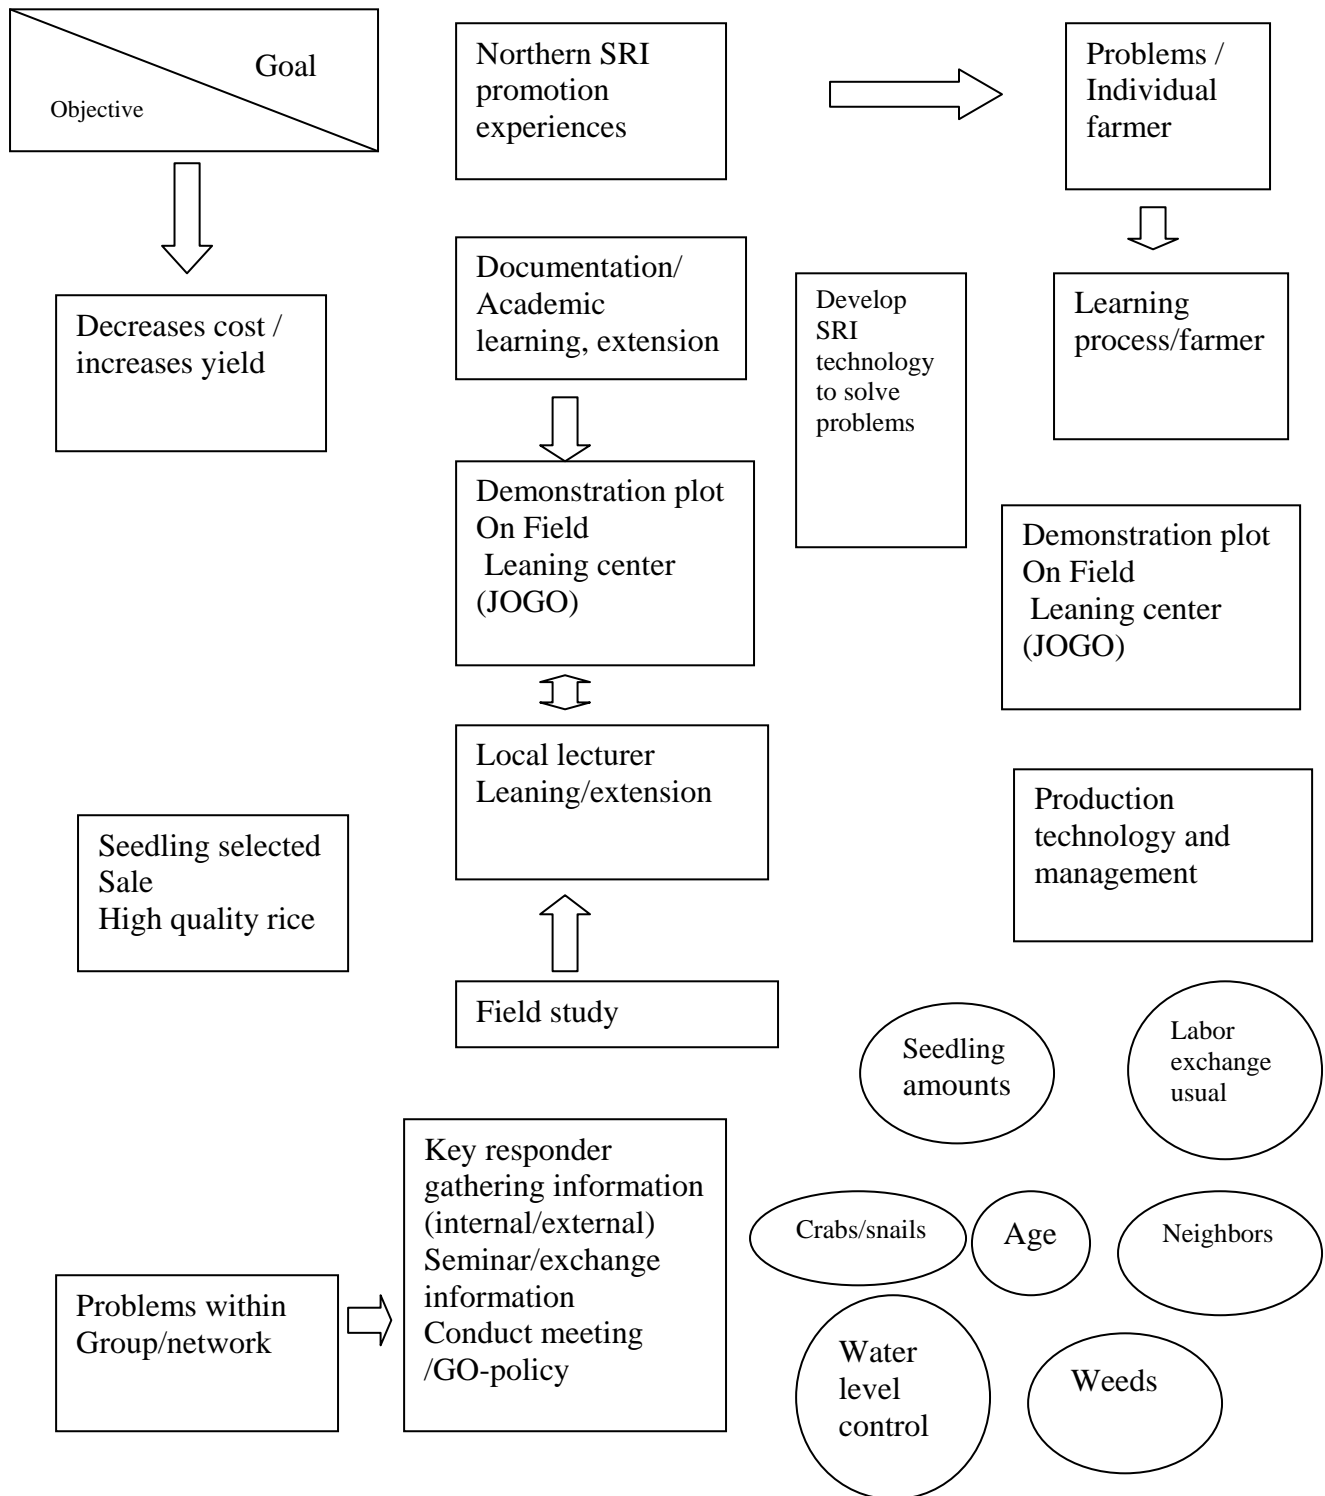 Goal
Objective
Northern SRI
promotion
experiences
Problems /
Individual
farmer
Decreases cost /
increases yield
Documentation/
Academic
learning, extension
Develop
SRI
technology
to solve
problems
Learning
process/farmer
Demonstration plot
On Field
Leaning center
(JOGO)
Demonstration plot
On Field
Leaning center
(JOGO)
Local lecturer
Leaning/extension
Production
technology and
management
Seedling selected
Sale
High quality rice
Field study
Seedling
amounts
Labor
exchange
usual
Key responder
gathering information
(internal/external)
Seminar/exchange
information
Conduct meeting
/GO-policy
Crabs/snails
Age
Neighbors
Problems within
Group/network
Water
level
control
Weeds